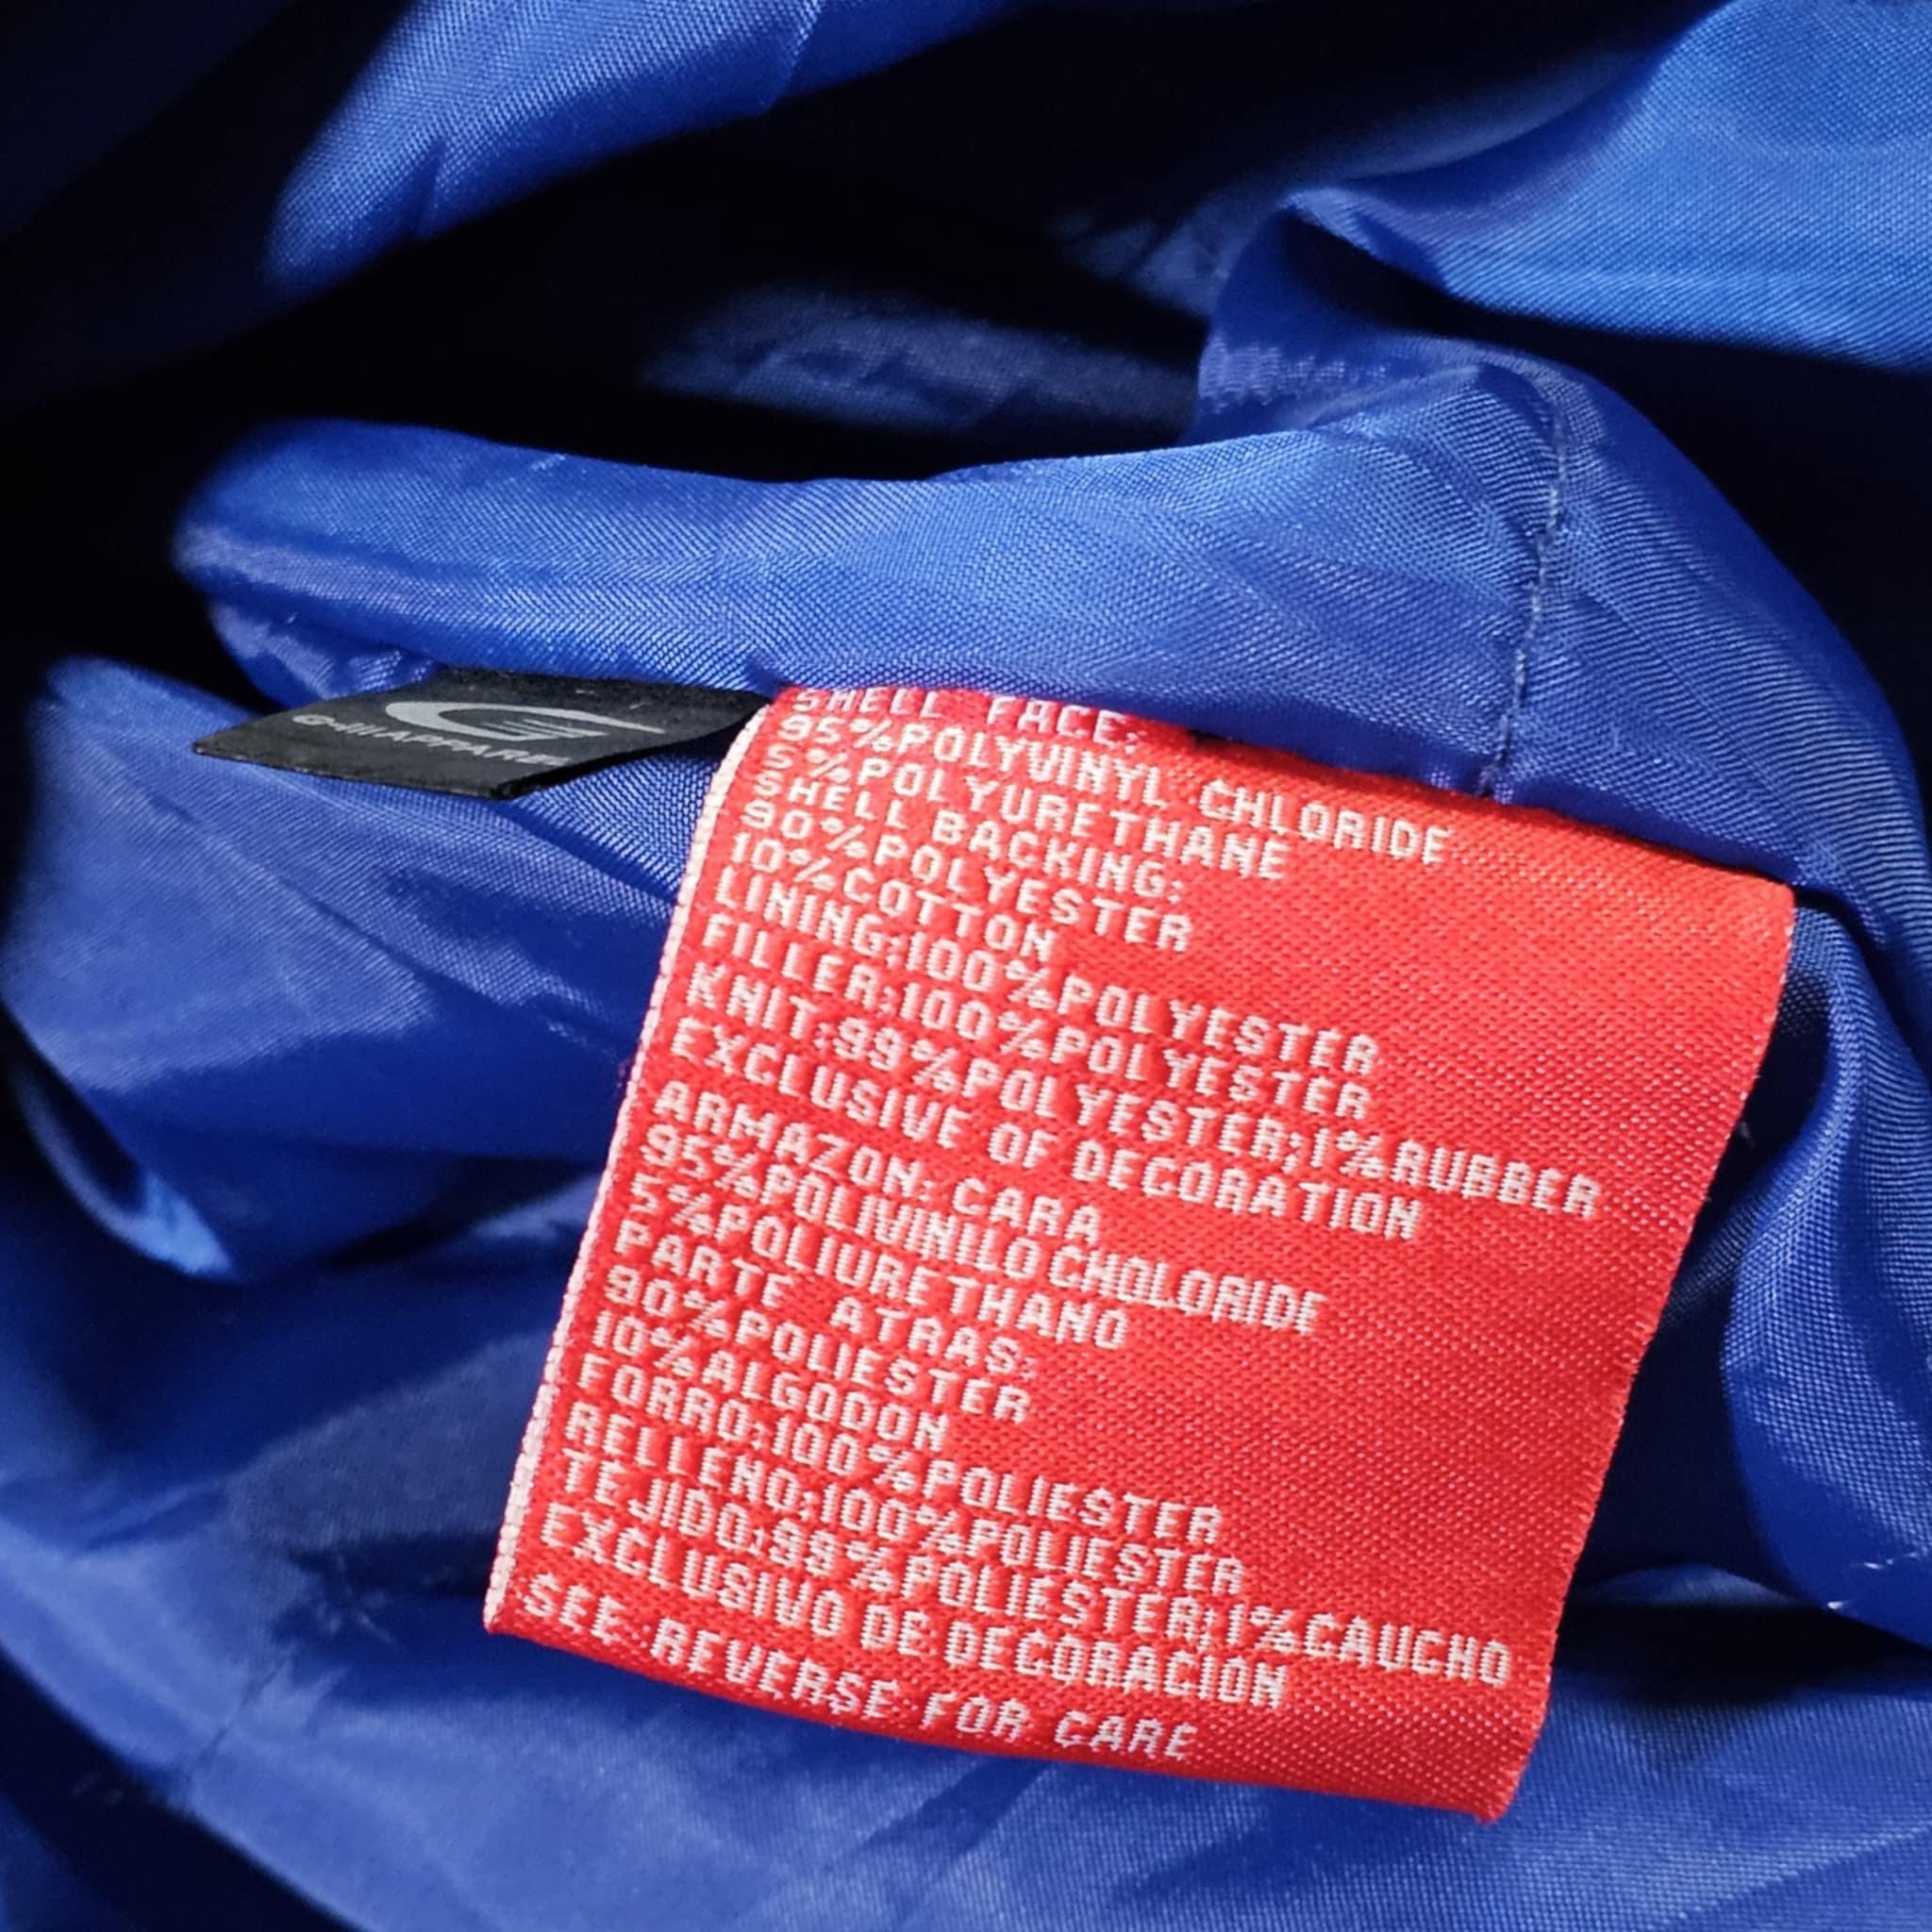 G-III APPAREL
SHELL FACE:
95%POLYVINYL CHLORIDE
5%POLYURETHANE
SHELL BACKING:
90%POLYESTER
10%COTTON
LINING:100%POLYESTER
FILLER:100%POLYESTER
KNIT:99%POLYESTER;1%RUBBER
EXCLUSIVE OF DECORATION
ARMAZON: CARA
95%POLIVINILO CHOLORIDE
5%POLIURETHANO
PARTE ATRAS:
90%POLIESTER
10%ALGODON
FORRO:100%POLIESTER
RELLENO:100%POLIESTER
TEJIDO:99%POLIESTER;1%CAUCHO
EXCLUSIVO DE DECORACION
SEE REVERSE FOR CARE